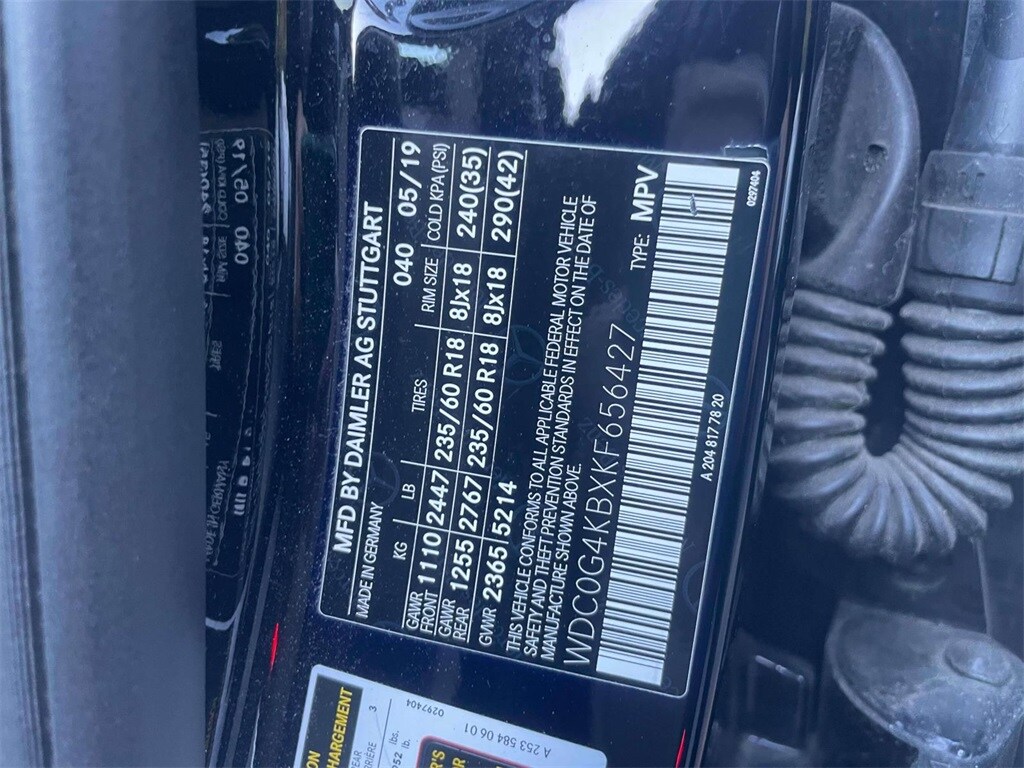 MFD BY DAIMLER AG STUTTGART
MADE IN GERMANY 040 05/19
KG LB TIRES RIM SIZE COLD KPA (PSI)
GAWR FRONT 1110 2447 235/60 R18 8Jx18 240(35)
GAWR REAR 1255 2767 235/60 R18 8Jx18 290(42)
GVWR 2365 5214
THIS VEHICLE CONFORMS TO ALL APPLICABLE FEDERAL MOTOR VEHICLE
SAFETY AND THEFT PREVENTION STANDARDS IN EFFECT ON THE DATE OF
MANUFACTURE SHOWN ABOVE.
WDC0G4KBXKF656427 TYPE: MPV
A 204 817 78 20
0297404
CHARGEMENT
3
0297404
A 253 584 06 01